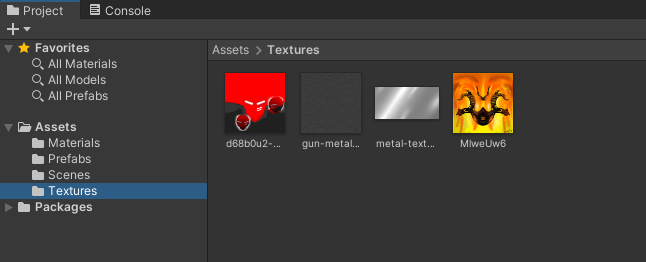 Project Console
Favorites
All Materials
All Models
All Prefabs
Assets
Materials
Prefabs
Scenes
Textures
Packages
Assets > Textures
d68b0u2-... gun-metal... metal-text... MIweUw6